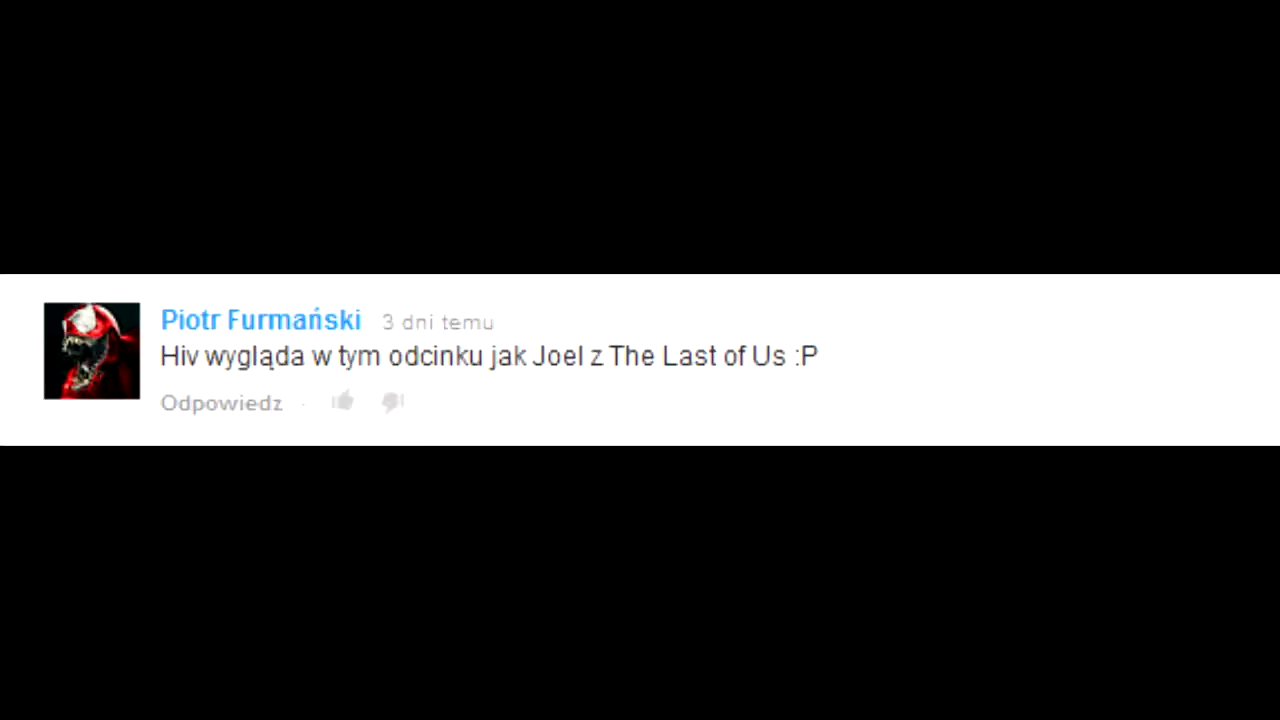 Piotr Furmański 3 dni temu
Hiv wygląda w tym odcinku jak Joel z The Last of Us :P
Odpowiedz ·